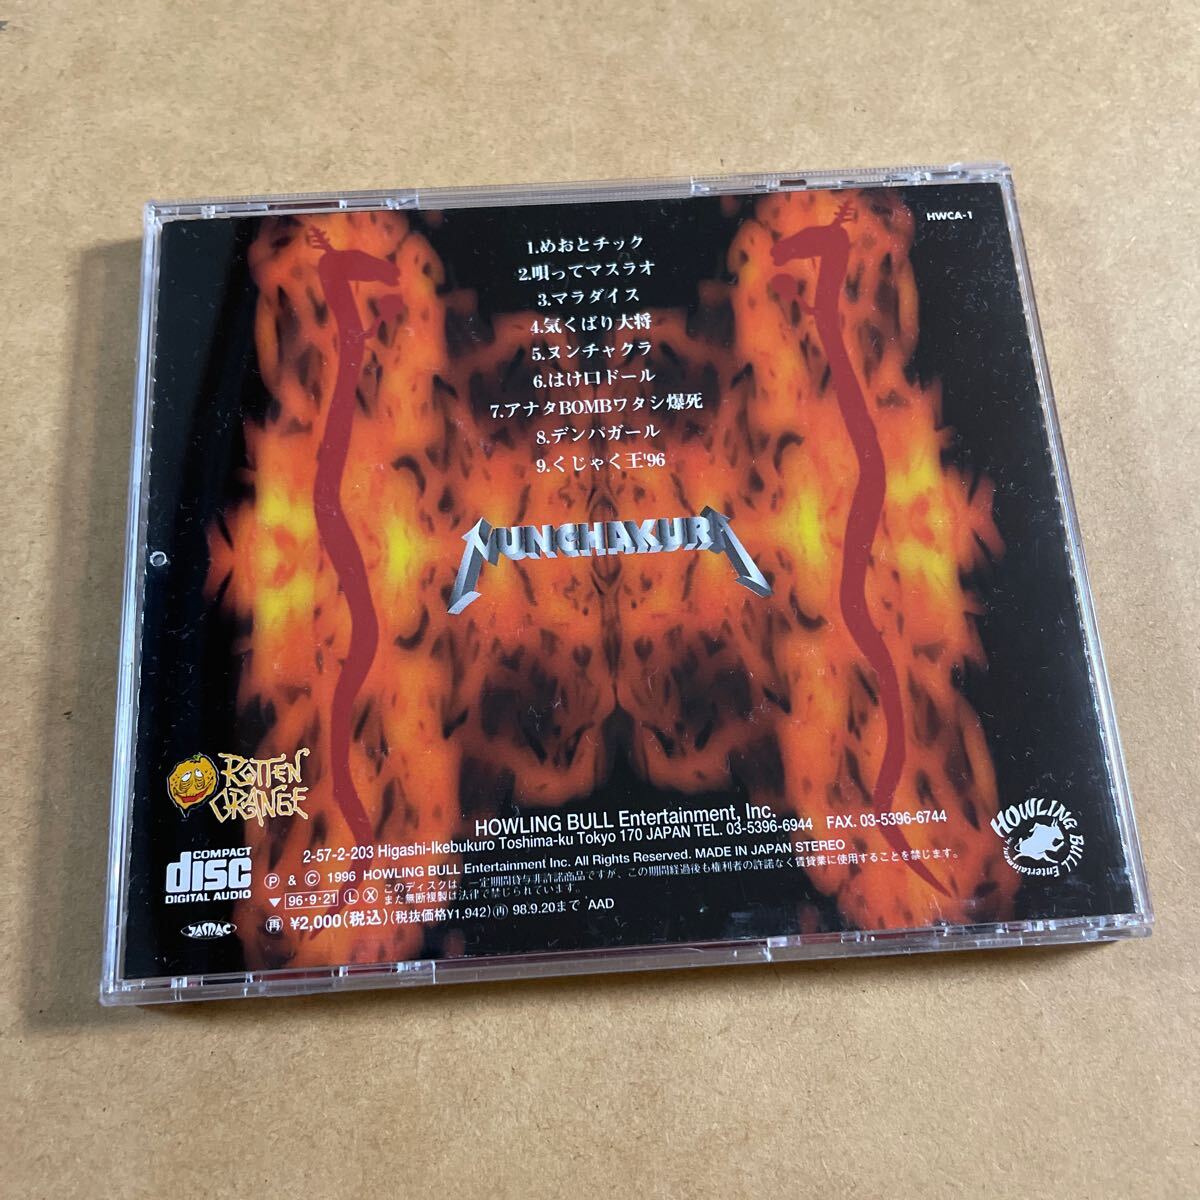 HWCA-1
1.めおとチック
2.唄ってマスラオ
3.マラダイス
4.気くばり大将
5.ヌンチャクラ
6.はけ口ドール
7.アナタBOMBワタシ爆死
8.デンパガール
9.くじゃく王'96
NUNCHAKURA
ROTTEN
ORANGE
HOWLING BULL Entertainment, Inc.
2-57-2-203 Higashi-Ikebukuro Toshima-ku Tokyo 170 JAPAN TEL. 03-5396-6944 FAX. 03-5396-6744
HOWLING BULL Entertainment
COMPACT
disc
DIGITAL AUDIO
Ⓟ & Ⓒ 1996 HOWLING BULL Entertainment Inc. All Rights Reserved. MADE IN JAPAN STEREO
このディスクは、一定期間貸与非許諾商品ですが、この期間経過後も権利者の許諾なく賃貸業に使用することを禁じます。
▼96・9・21 Ⓛ Ⓧ また無断複製は法律で禁じられています。
JASRAC
㊢ ¥2,000(税込)(税抜価格¥1,942)㊢98.9.20まで AAD